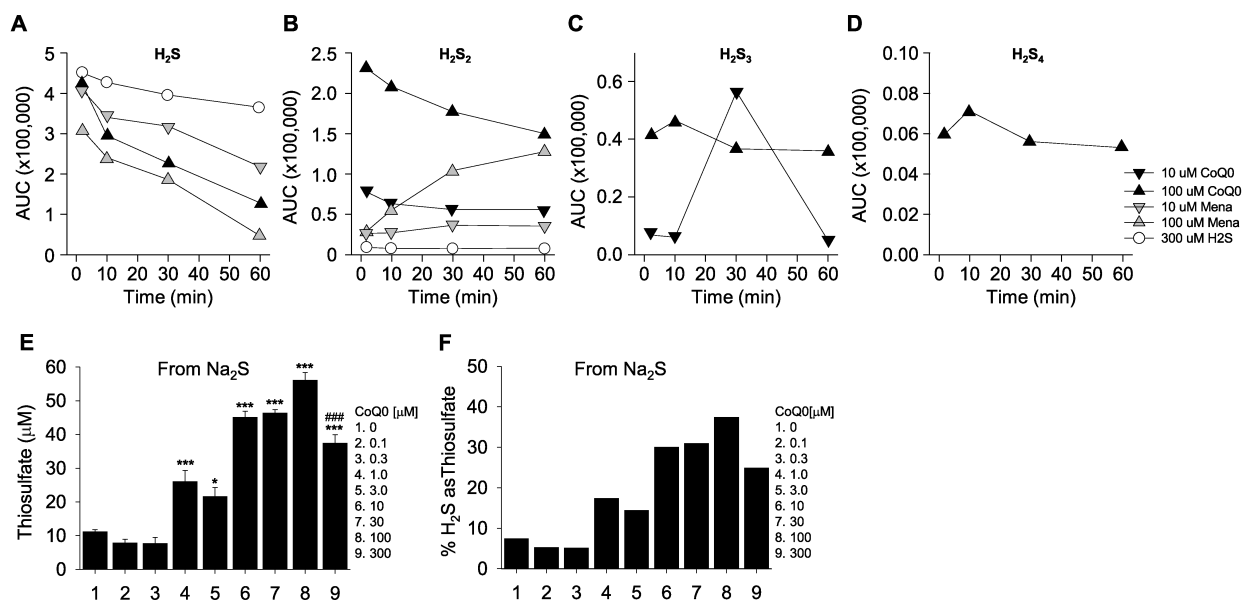 A
H₂S
AUC (x100,000)
5
4
3
2
1
0
0 10 20 30 40 50 60
Time (min)
B
H₂S₂
AUC (x100,000)
2.5
2.0
1.5
1.0
0.5
0
0 10 20 30 40 50 60
Time (min)
C
H₂S₃
AUC (x100,000)
0.6
0.4
0.2
0.0
0 10 20 30 40 50 60
Time (min)
D
H₂S₄
AUC (x100,000)
0.10
0.08
0.06
0.04
0.02
0.00
0 10 20 30 40 50 60
Time (min)
10 uM CoQ0
100 uM CoQ0
10 uM Mena
100 uM Mena
300 uM H2S
E
From Na₂S
Thiosulfate (µM)
60
50
40
30
20
10
0
***
*
***
***
***
###
***
1 2 3 4 5 6 7 8 9
CoQ0 [µM]
1. 0
2. 0.1
3. 0.3
4. 1.0
5. 3.0
6. 10
7. 30
8. 100
9. 300
F
From Na₂S
% H₂S asThiosulfate
50
40
30
20
10
0
1 2 3 4 5 6 7 8 9
CoQ0[µM]
1. 0
2. 0.1
3. 0.3
4. 1.0
5. 3.0
6. 10
7. 30
8. 100
9. 300